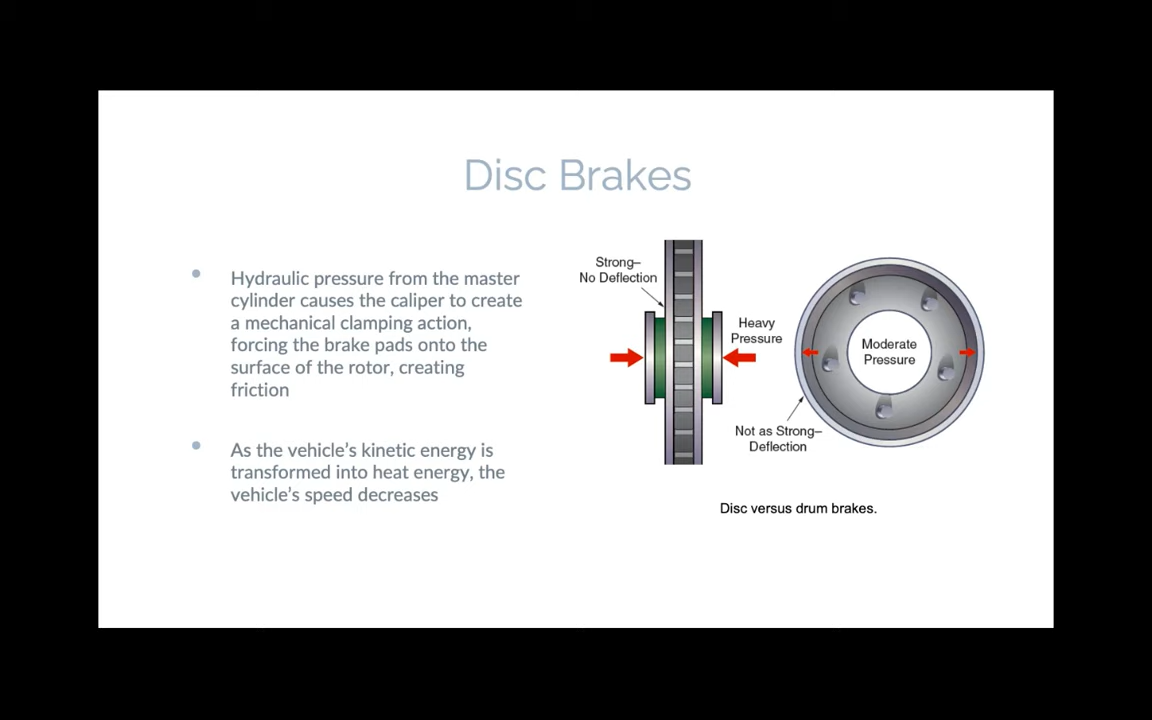 Disc Brakes
Hydraulic pressure from the master
cylinder causes the caliper to create
a mechanical clamping action,
forcing the brake pads onto the
surface of the rotor, creating
friction
As the vehicle's kinetic energy is
transformed into heat energy, the
vehicle's speed decreases
Strong–
No Deflection
Heavy
Pressure
Moderate
Pressure
Not as Strong–
Deflection
Disc versus drum brakes.